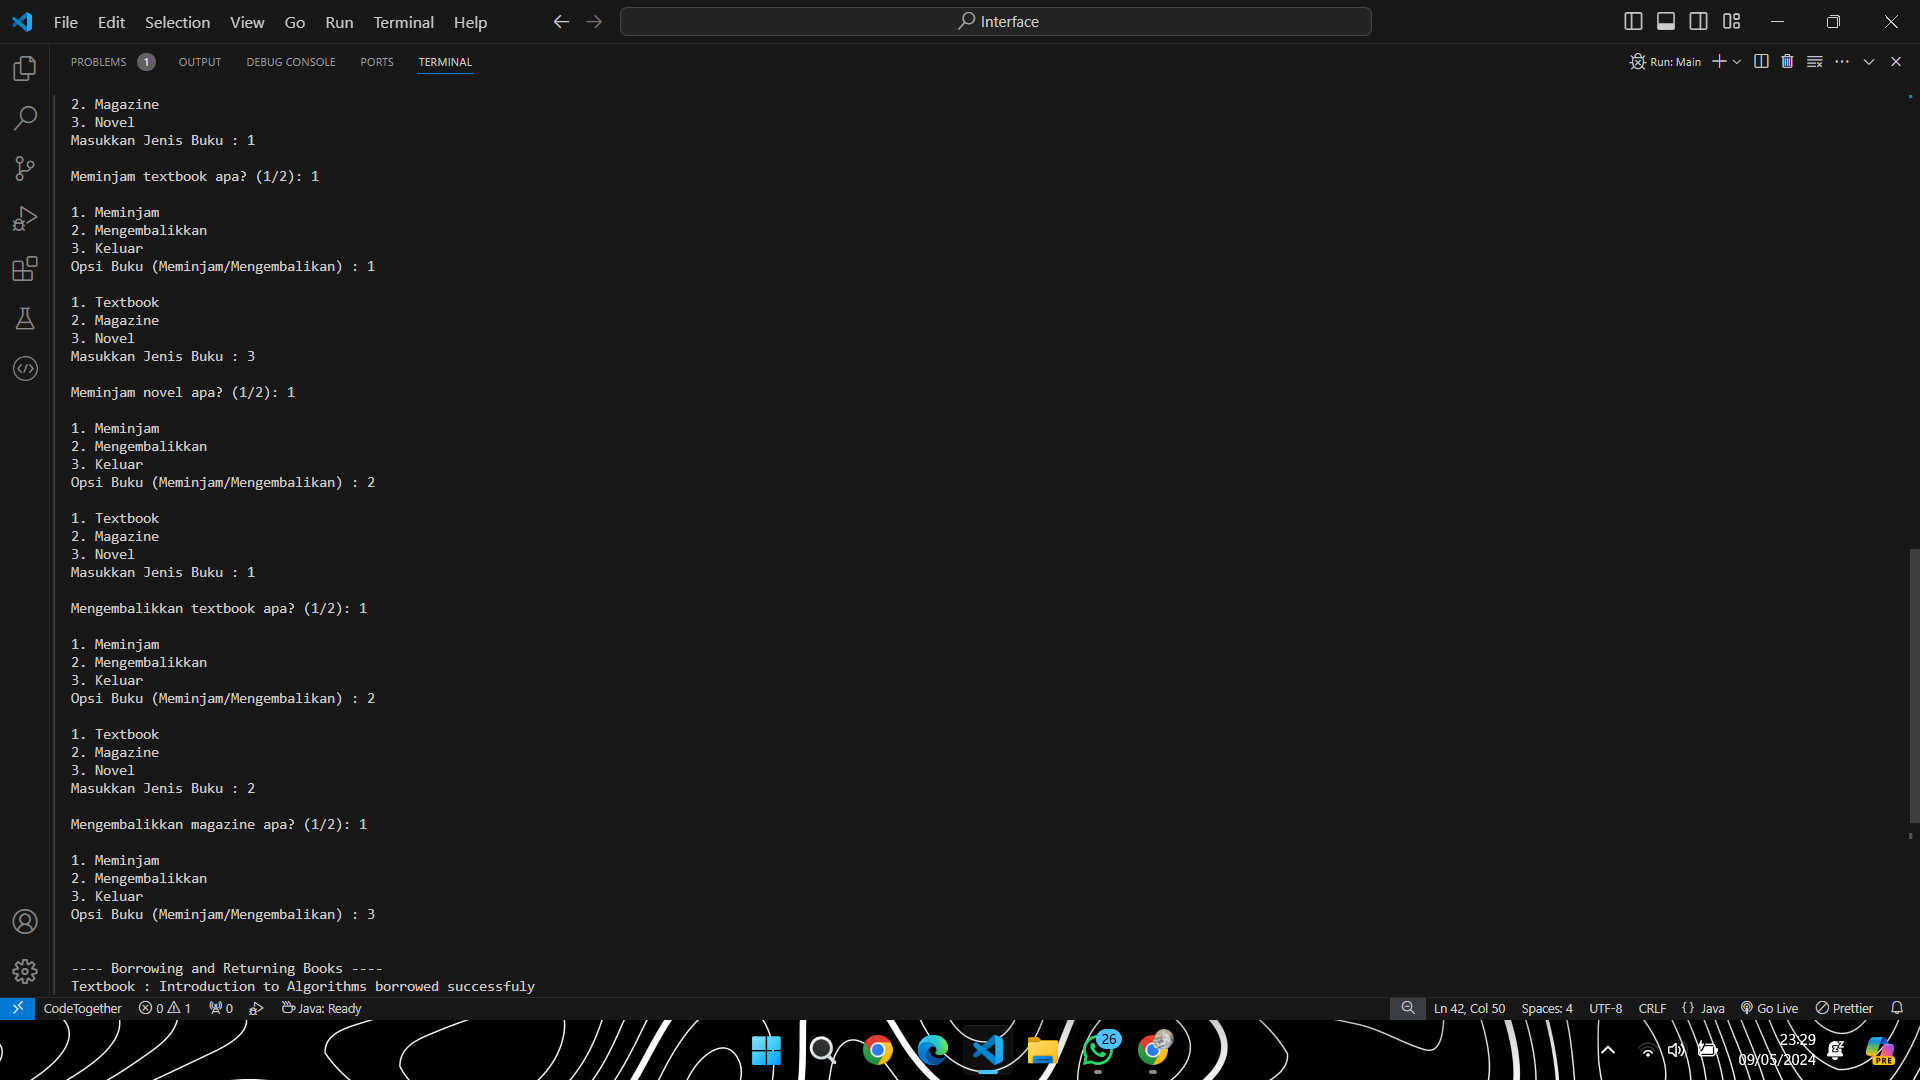 File Edit Selection View Go Run Terminal Help
Interface
PROBLEMS 1 OUTPUT DEBUG CONSOLE PORTS TERMINAL
Run: Main
2. Magazine
3. Novel
Masukkan Jenis Buku : 1
Meminjam textbook apa? (1/2): 1
1. Meminjam
2. Mengembalikkan
3. Keluar
Opsi Buku (Meminjam/Mengembalikan) : 1
1. Textbook
2. Magazine
3. Novel
Masukkan Jenis Buku : 3
Meminjam novel apa? (1/2): 1
1. Meminjam
2. Mengembalikkan
3. Keluar
Opsi Buku (Meminjam/Mengembalikan) : 2
1. Textbook
2. Magazine
3. Novel
Masukkan Jenis Buku : 1
Mengembalikkan textbook apa? (1/2): 1
1. Meminjam
2. Mengembalikkan
3. Keluar
Opsi Buku (Meminjam/Mengembalikan) : 2
1. Textbook
2. Magazine
3. Novel
Masukkan Jenis Buku : 2
Mengembalikkan magazine apa? (1/2): 1
1. Meminjam
2. Mengembalikkan
3. Keluar
Opsi Buku (Meminjam/Mengembalikan) : 3
---- Borrowing and Returning Books ----
Textbook : Introduction to Algorithms borrowed successfuly
CodeTogether 0 1 0 Java: Ready
Ln 42, Col 50 Spaces: 4 UTF-8 CRLF {} Java Go Live Prettier
26
23:29
09/05/2024
PRE